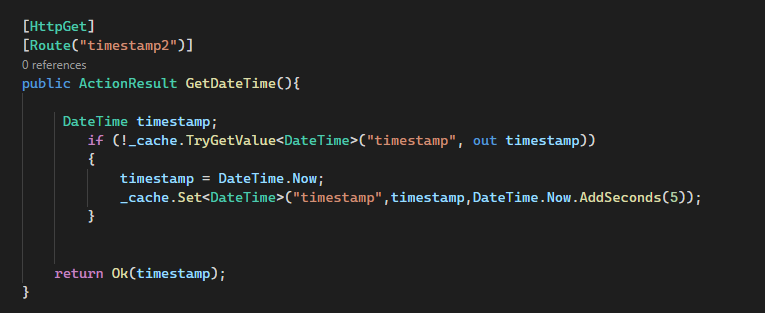 [HttpGet]
[Route("timestamp2")]
0 references
public ActionResult GetDateTime(){
DateTime timestamp;
if (!_cache.TryGetValue<DateTime>("timestamp", out timestamp))
{
timestamp = DateTime.Now;
_cache.Set<DateTime>("timestamp",timestamp,DateTime.Now.AddSeconds(5));
}
return Ok(timestamp);
}